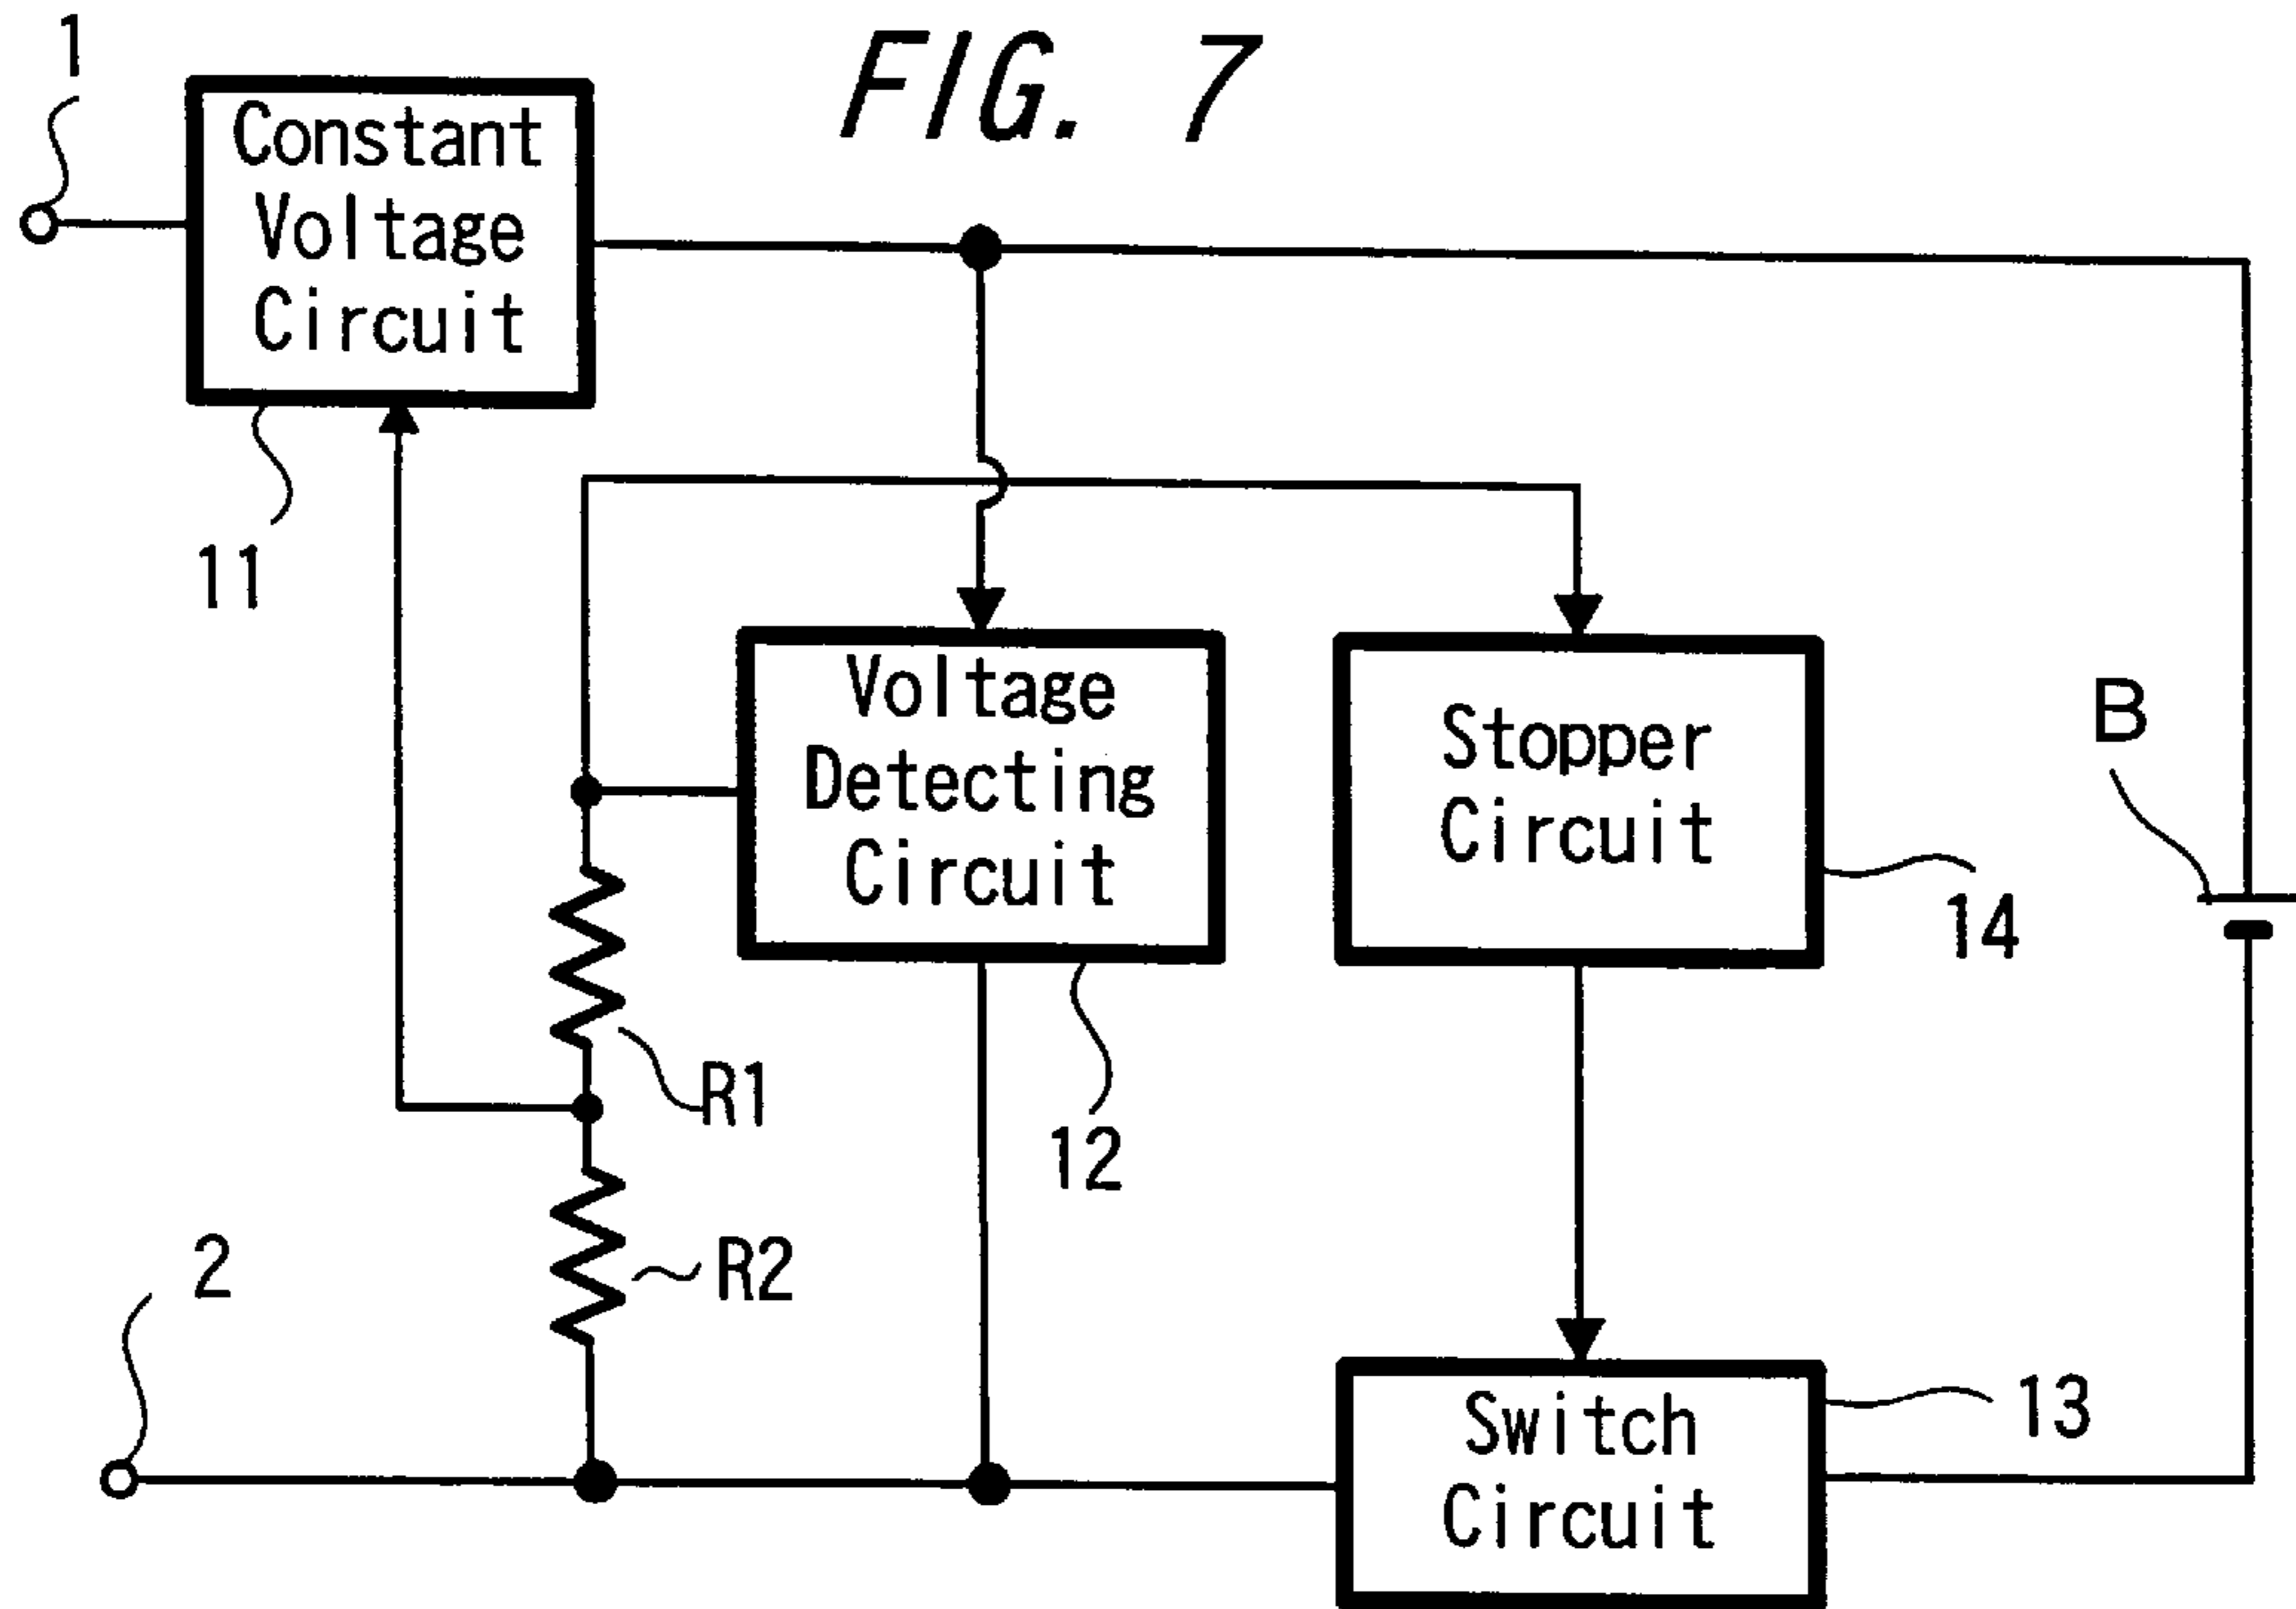 FIG. 7
1
Constant
Voltage
Circuit
11
Voltage
Detecting
Circuit
12
Stopper
Circuit
14
B
R1
R2
2
Switch
Circuit
13